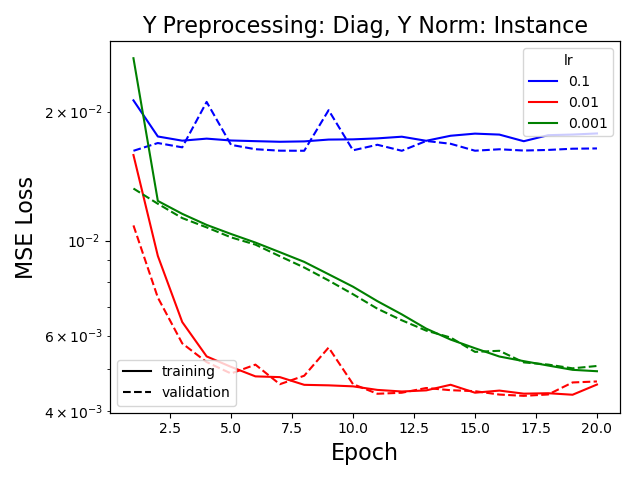 Y Preprocessing: Diag, Y Norm: Instance
lr
0.1
0.01
0.001
2 × 10⁻²
10⁻²
6 × 10⁻³
4 × 10⁻³
MSE Loss
training
validation
2.5 5.0 7.5 10.0 12.5 15.0 17.5 20.0
Epoch